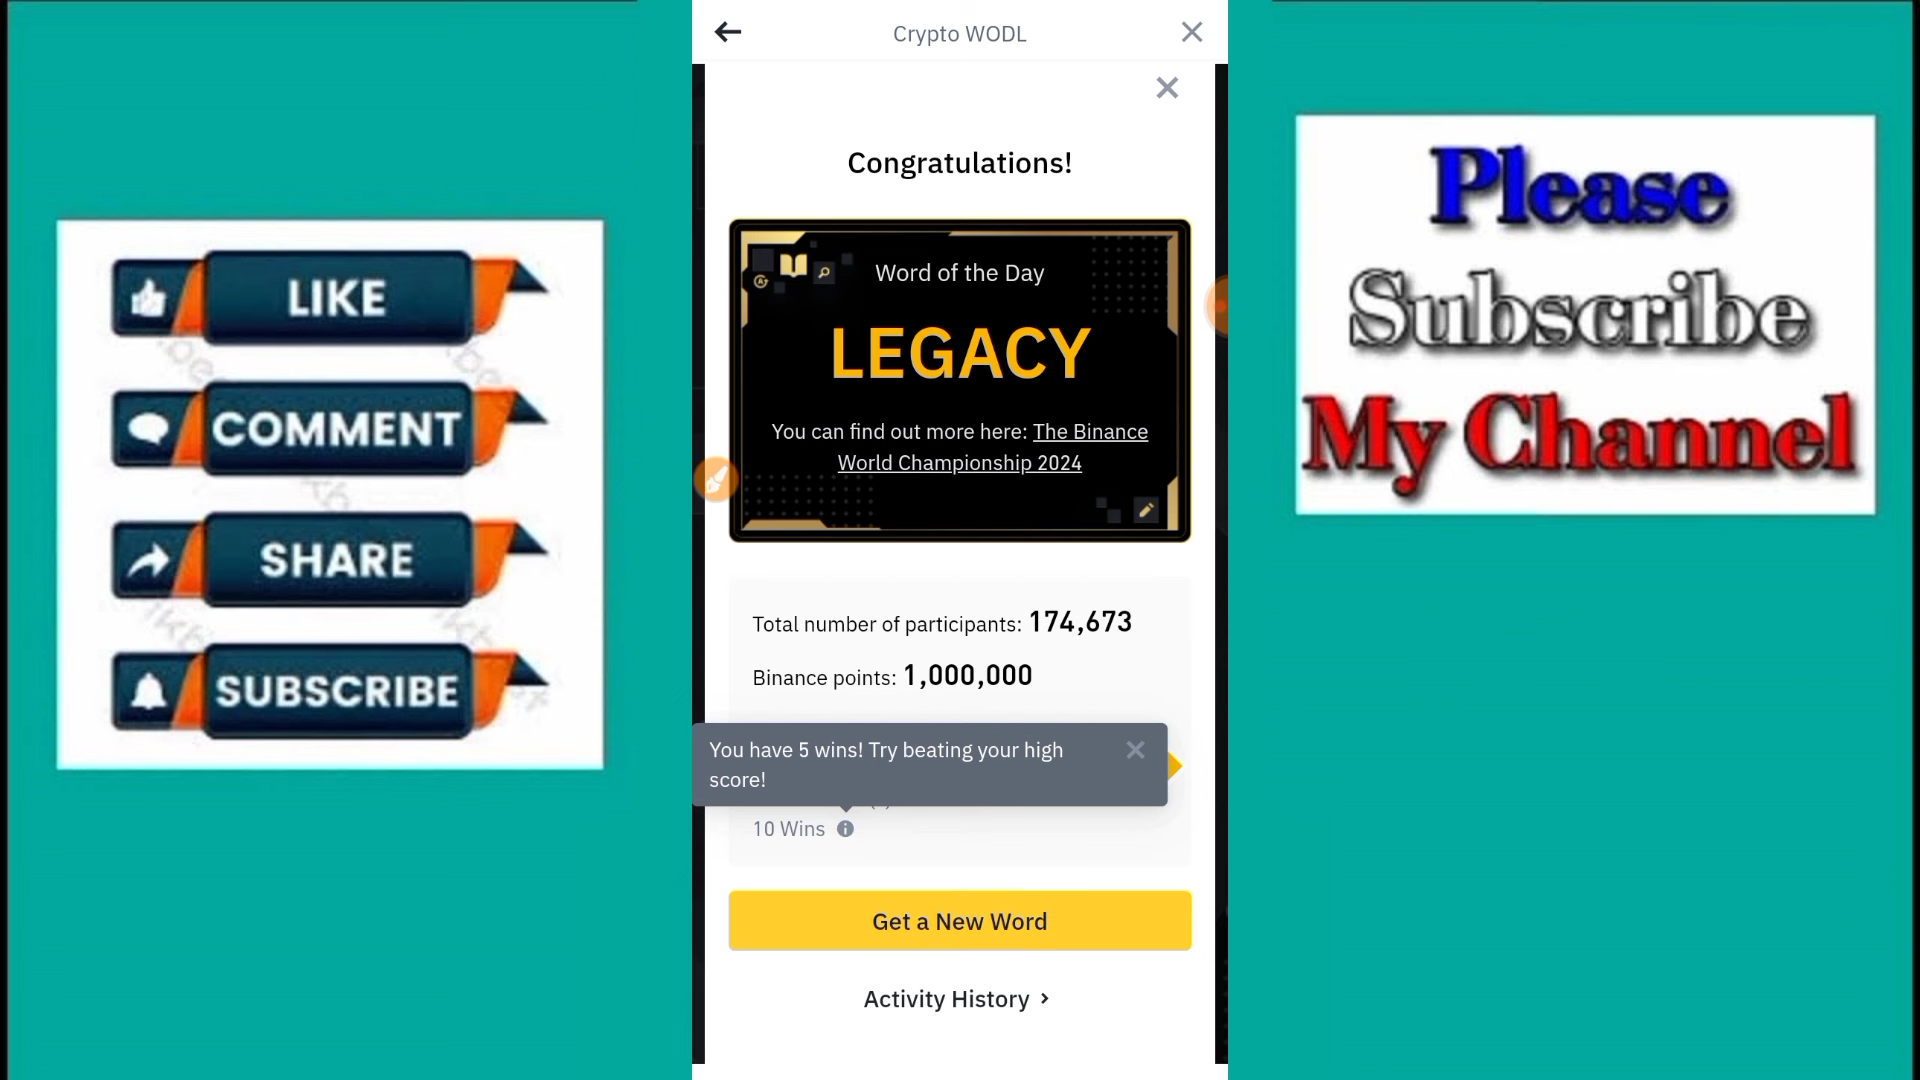 LIKE
COMMENT
SHARE
SUBSCRIBE
Crypto WODL
Congratulations!
Word of the Day
LEGACY
You can find out more here: The Binance
World Championship 2024
Total number of participants: 174,673
Binance points: 1,000,000
You have 5 wins! Try beating your high
score!
10 Wins
Get a New Word
Activity History
Please
Subscribe
My Channel